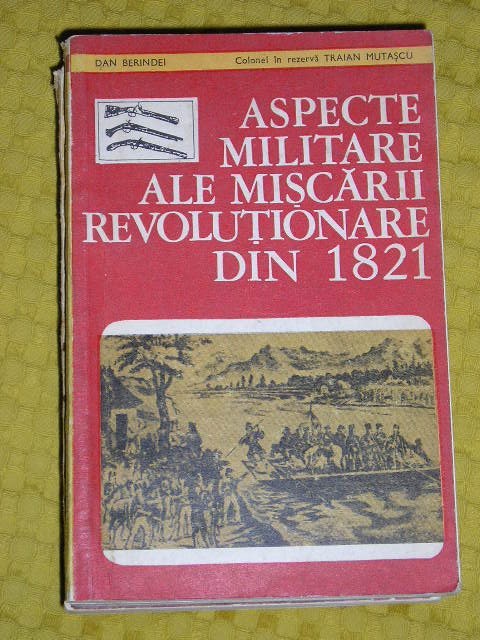 DAN BERINDEI Colonel în rezervă TRAIAN MUTAȘCU
ASPECTE
MILITARE
ALE MIȘCĂRII
REVOLUȚIONARE
DIN 1821